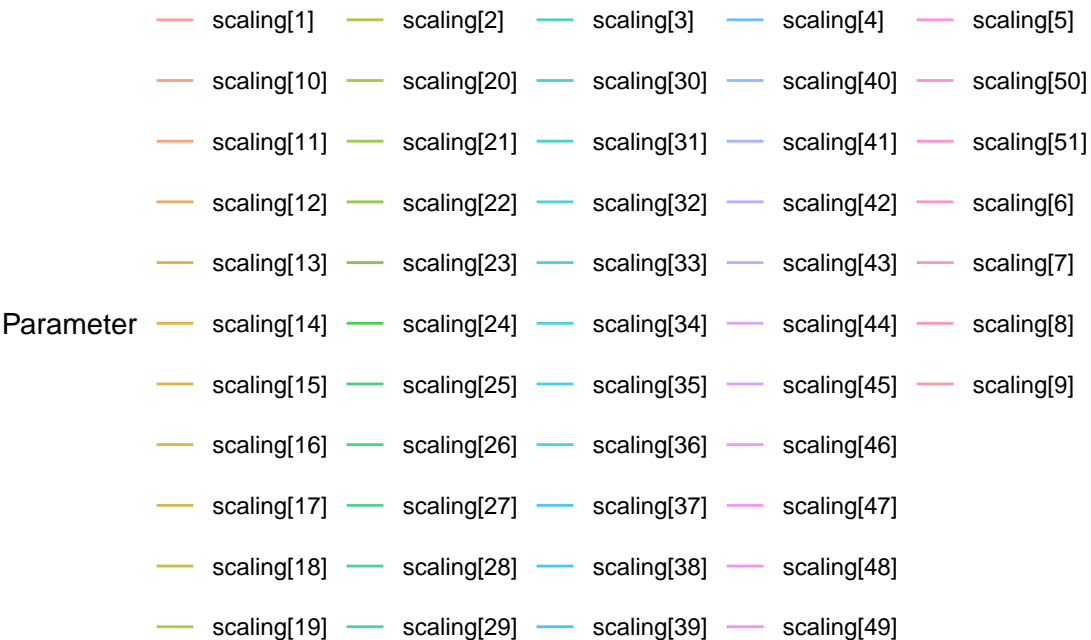 scaling[1] scaling[2] scaling[3] scaling[4] scaling[5]
scaling[10] scaling[20] scaling[30] scaling[40] scaling[50]
scaling[11] scaling[21] scaling[31] scaling[41] scaling[51]
scaling[12] scaling[22] scaling[32] scaling[42] scaling[6]
scaling[13] scaling[23] scaling[33] scaling[43] scaling[7]
Parameter scaling[14] scaling[24] scaling[34] scaling[44] scaling[8]
scaling[15] scaling[25] scaling[35] scaling[45] scaling[9]
scaling[16] scaling[26] scaling[36] scaling[46]
scaling[17] scaling[27] scaling[37] scaling[47]
scaling[18] scaling[28] scaling[38] scaling[48]
scaling[19] scaling[29] scaling[39] scaling[49]